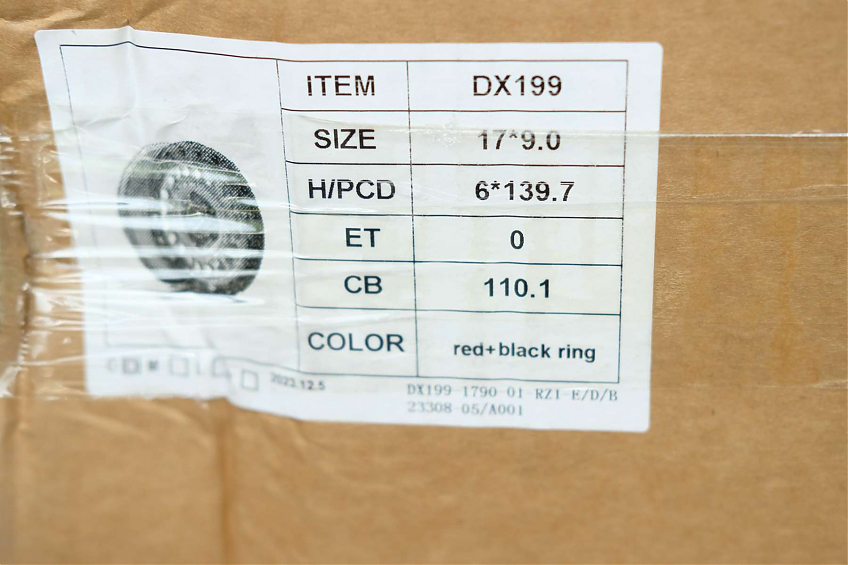 ITEM DX199
SIZE 17*9.0
H/PCD 6*139.7
ET 0
CB 110.1
COLOR red+black ring
2023.12.5
DX199-1790-01-RZ1-E/D/B
23308-05/A001